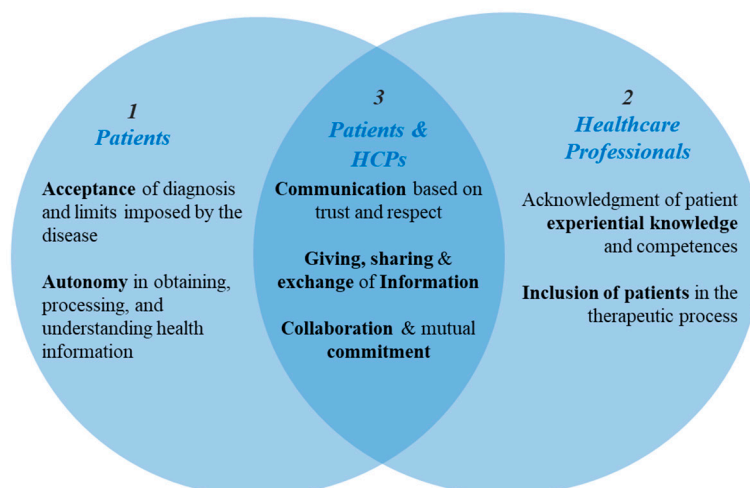 1
Patients
Acceptance of diagnosis
and limits imposed by the
disease
Autonomy in obtaining,
processing, and
understanding health
information
3
Patients &
HCPs
Communication based on
trust and respect
Giving, sharing &
exchange of Information
Collaboration & mutual
commitment
2
Healthcare
Professionals
Acknowledgment of patient
experiential knowledge
and competences
Inclusion of patients in the
therapeutic process